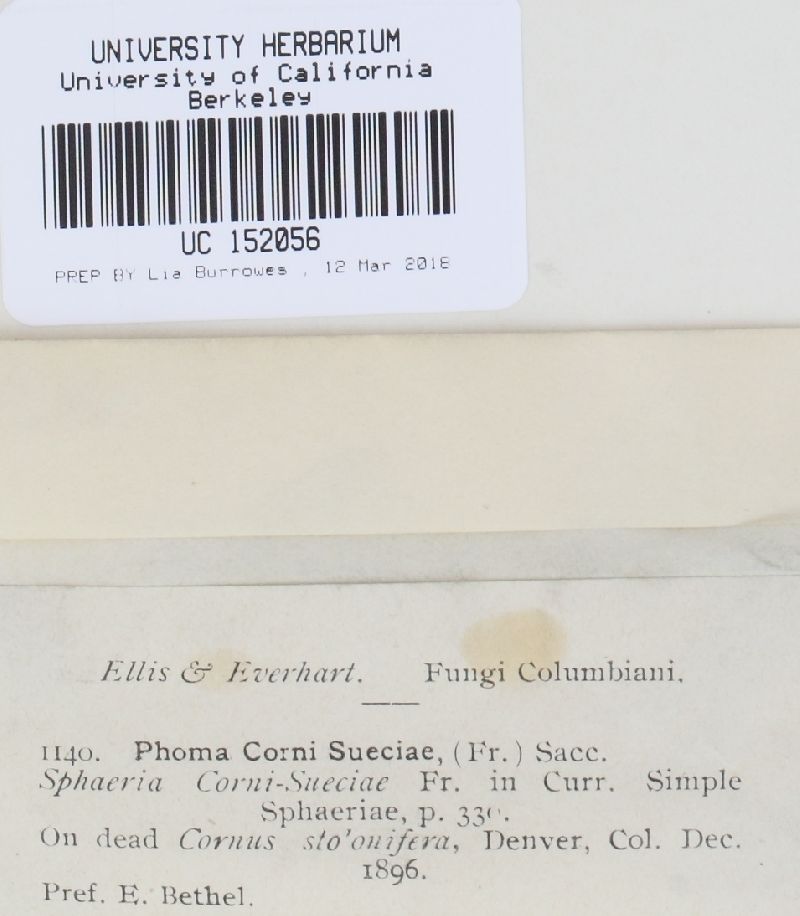 UNIVERSITY HERBARIUM
University of California
Berkeley
UC 152056
PREP BY Lia Burrowes , 12 Mar 2018
Ellis & Everhart. Fungi Columbiani.
1140. Phoma Corni Sueciae, (Fr.) Sacc.
Sphaeria Corni-Sueciae Fr. in Curr. Simple
Sphaeriae, p.
On dead Cornus sto'onifera, Denver, Col. Dec.
1896.
Pref. E. Bethel.